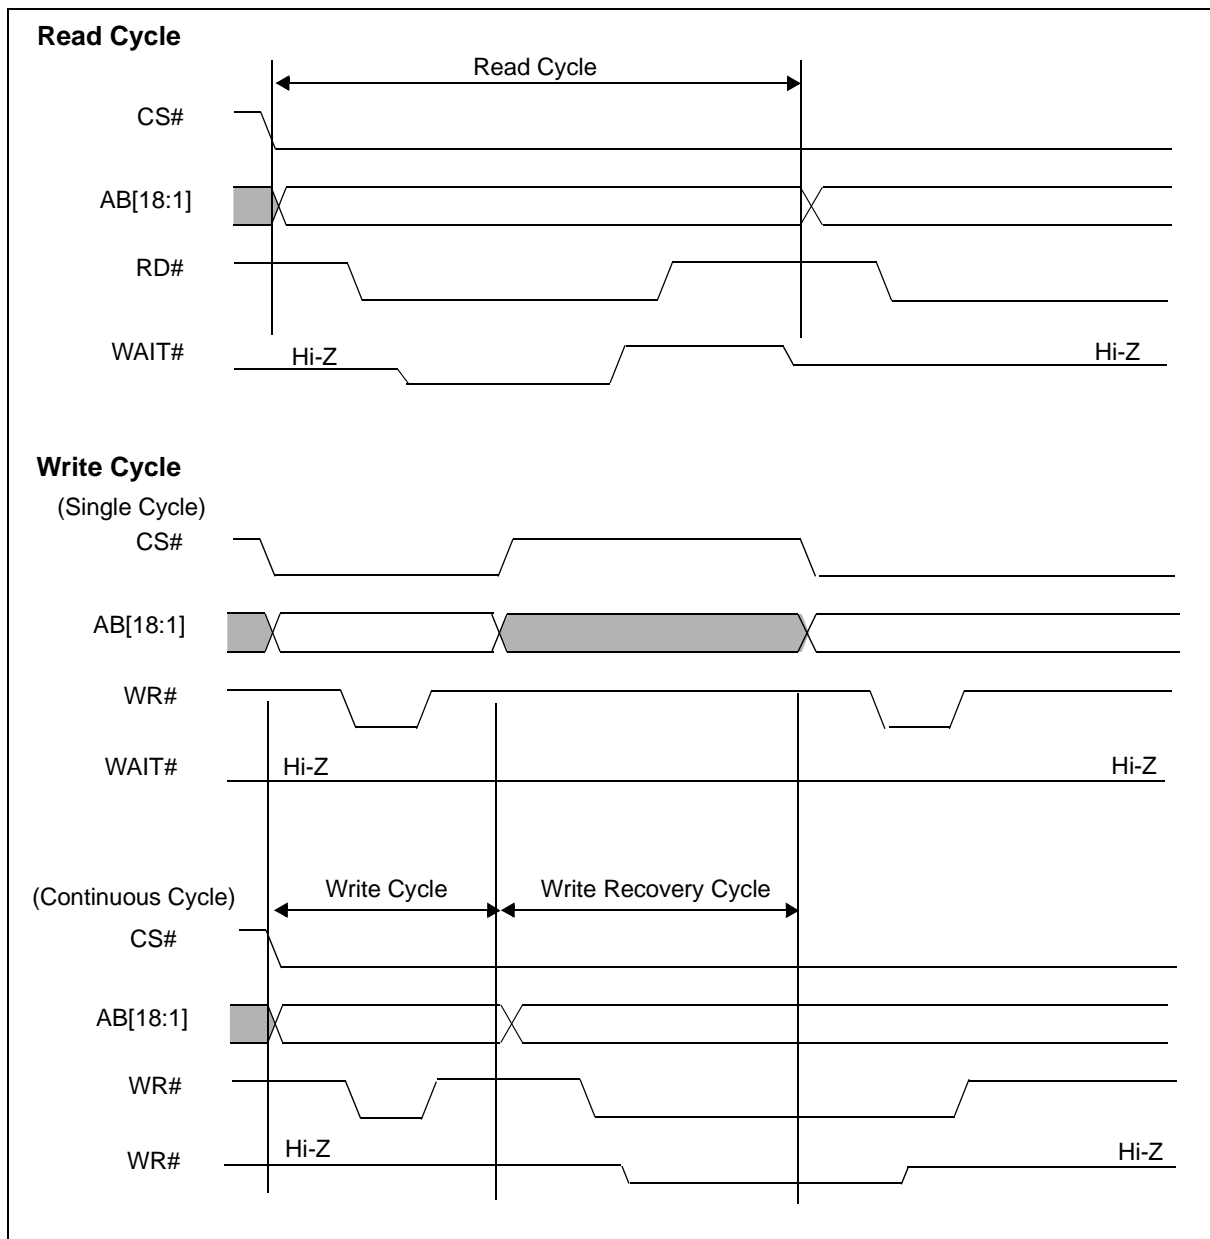 Read Cycle
Read Cycle
CS#
AB[18:1]
RD#
WAIT# Hi-Z Hi-Z
Write Cycle
(Single Cycle)
CS#
AB[18:1]
WR#
WAIT# Hi-Z Hi-Z
(Continuous Cycle) Write Cycle Write Recovery Cycle
CS#
AB[18:1]
WR#
WR# Hi-Z Hi-Z